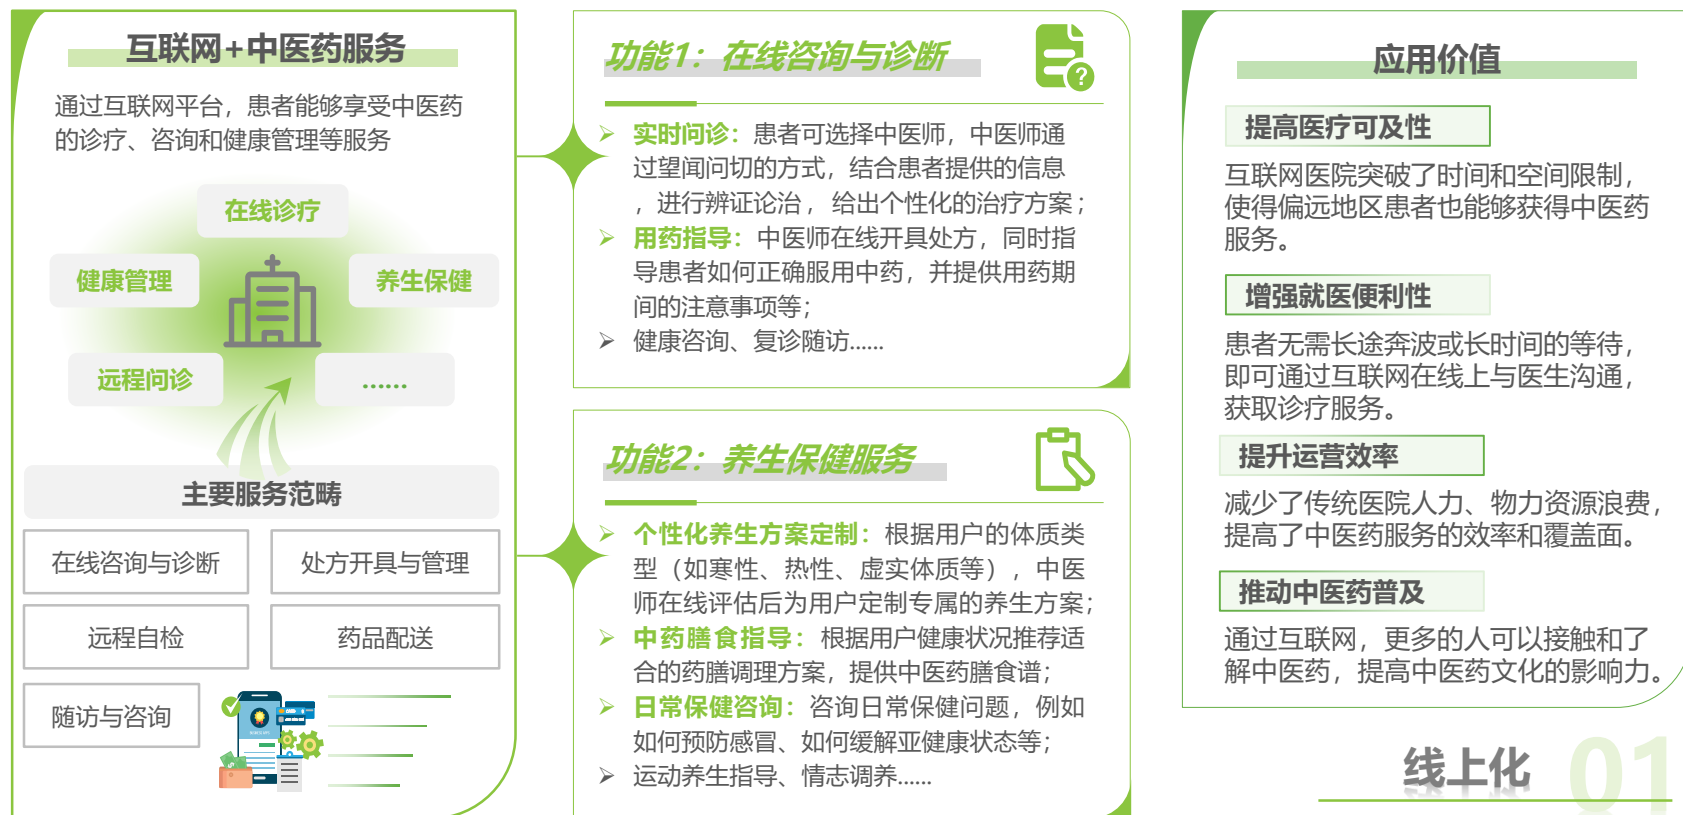 互联网+中医药服务
通过互联网平台，患者能够享受中医药
的诊疗、咨询和健康管理等服务
在线诊疗
健康管理
养生保健
远程问诊
......
主要服务范畴
在线咨询与诊断
处方开具与管理
远程自检
药品配送
随访与咨询
功能1：在线咨询与诊断
➢ 实时问诊：患者可选择中医师，中医师通
过望闻问切的方式，结合患者提供的信息
，进行辨证论治，给出个性化的治疗方案；
➢ 用药指导：中医师在线开具处方，同时指
导患者如何正确服用中药，并提供用药期
间的注意事项等；
➢ 健康咨询、复诊随访......
功能2：养生保健服务
➢ 个性化养生方案定制：根据用户的体质类
型（如寒性、热性、虚实体质等），中医
师在线评估后为用户定制专属的养生方案；
➢ 中药膳食指导：根据用户健康状况推荐适
合的药膳调理方案，提供中医药膳食谱；
➢ 日常保健咨询：咨询日常保健问题，例如
如何预防感冒、如何缓解亚健康状态等；
➢ 运动养生指导、情志调养......
应用价值
提高医疗可及性
互联网医院突破了时间和空间限制，
使得偏远地区患者也能够获得中医药
服务。
增强就医便利性
患者无需长途奔波或长时间的等待，
即可通过互联网在线上与医生沟通，
获取诊疗服务。
提升运营效率
减少了传统医院人力、物力资源浪费，
提高了中医药服务的效率和覆盖面。
推动中医药普及
通过互联网，更多的人可以接触和了
解中医药，提高中医药文化的影响力。
线上化
01